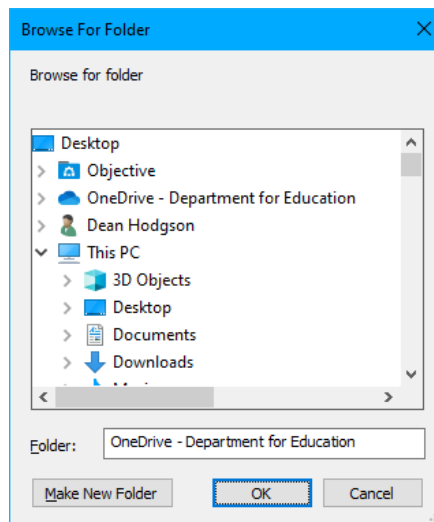 Browse For Folder
Browse for folder
Desktop
Objective
OneDrive - Department for Education
Dean Hodgson
This PC
3D Objects
Desktop
Documents
Downloads
Folder: OneDrive - Department for Education
Make New Folder OK Cancel